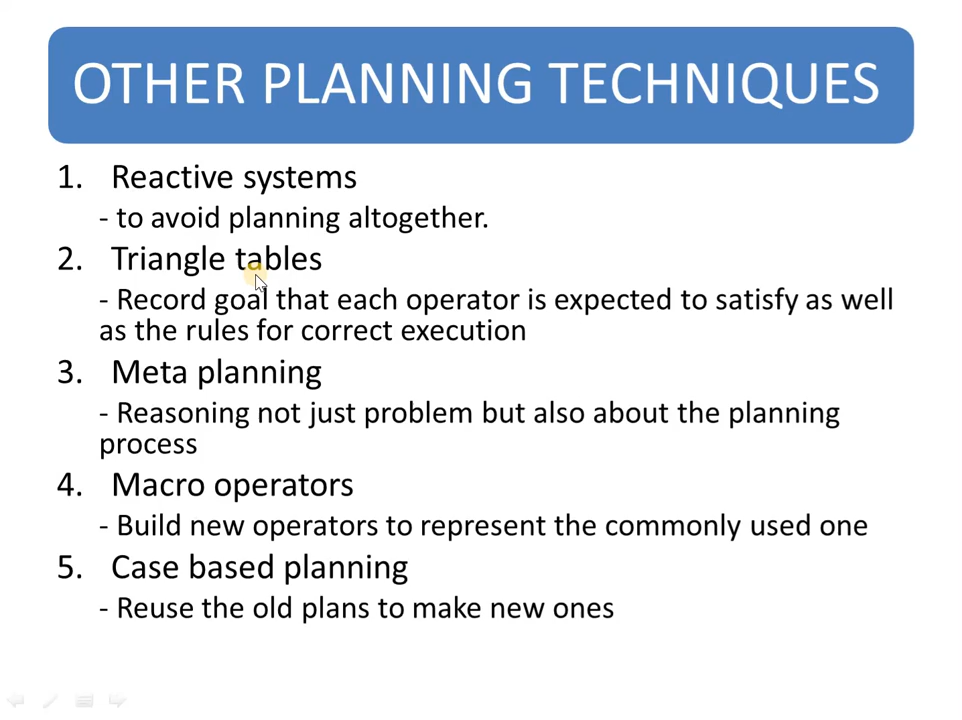 OTHER PLANNING TECHNIQUES
1. Reactive systems
- to avoid planning altogether.
2. Triangle tables
- Record goal that each operator is expected to satisfy as well
as the rules for correct execution
3. Meta planning
- Reasoning not just problem but also about the planning
process
4. Macro operators
- Build new operators to represent the commonly used one
5. Case based planning
- Reuse the old plans to make new ones